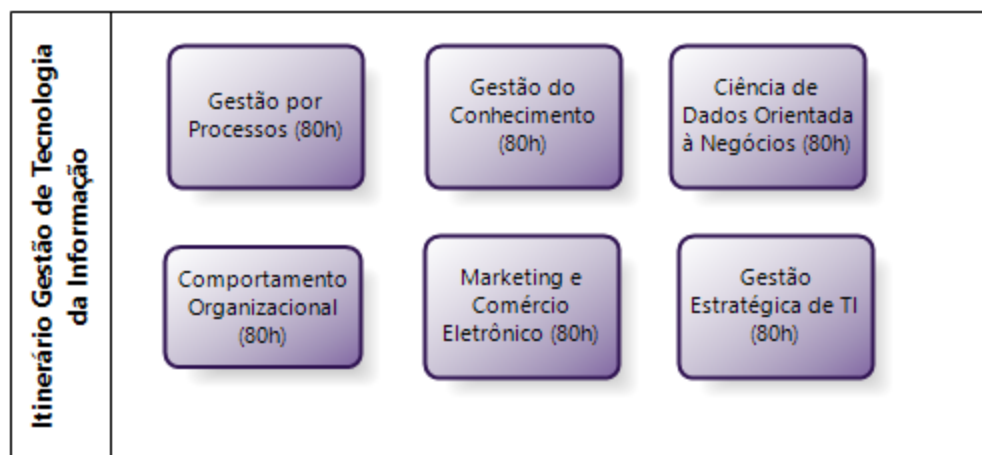 Itinerário Gestão de Tecnologia
da Informação
Gestão por
Processos (80h)
Gestão do
Conhecimento
(80h)
Ciência de
Dados Orientada
à Negócios (80h)
Comportamento
Organizacional
(80h)
Marketing e
Comércio
Eletrônico (80h)
Gestão
Estratégica de TI
(80h)